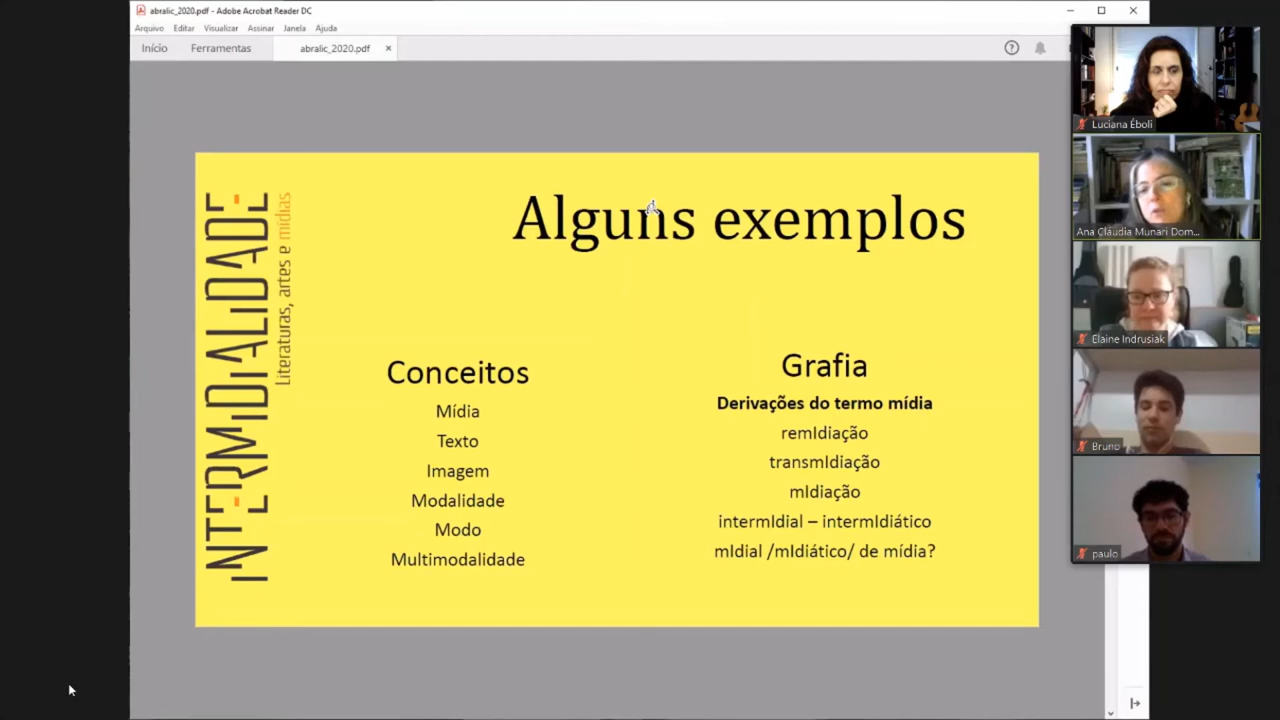 abralic_2020.pdf - Adobe Acrobat Reader DC
Arquivo Editar Visualizar Assinar Janela Ajuda
Início Ferramentas abralic_2020.pdf
INTERMIDIALIDADE
Literaturas, artes e mídias
Alguns exemplos
Conceitos
Mídia
Texto
Imagem
Modalidade
Modo
Multimodalidade
Grafia
Derivações do termo mídia
remIdiação
transmIdiação
mIdiação
intermIdial – intermIdiático
mIdial /mIdiático/ de mídia?
Luciana Éboli
Ana Cláudia Munari Dom...
Elaine Indrusiak
Bruno
paulo